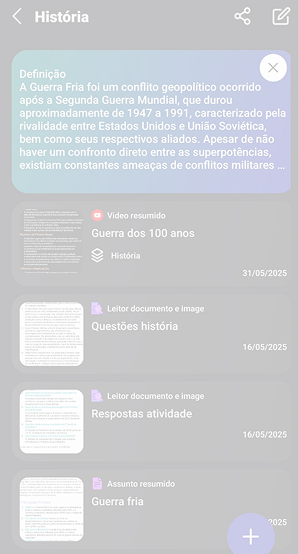 História
Definição
A Guerra Fria foi um conflito geopolítico ocorrido
após a Segunda Guerra Mundial, que durou
aproximadamente de 1947 a 1991, caracterizado pela
rivalidade entre Estados Unidos e União Soviética,
bem como seus respectivos aliados. Apesar de não
haver um confronto direto entre as superpotências,
existiam constantes ameaças de conflitos militares ...
Vídeo resumido
Guerra dos 100 anos
História
31/05/2025
Leitor documento e image
Questões história
16/05/2025
Leitor documento e image
Respostas atividade
16/05/2025
Assunto resumido
Guerra fria
/2025